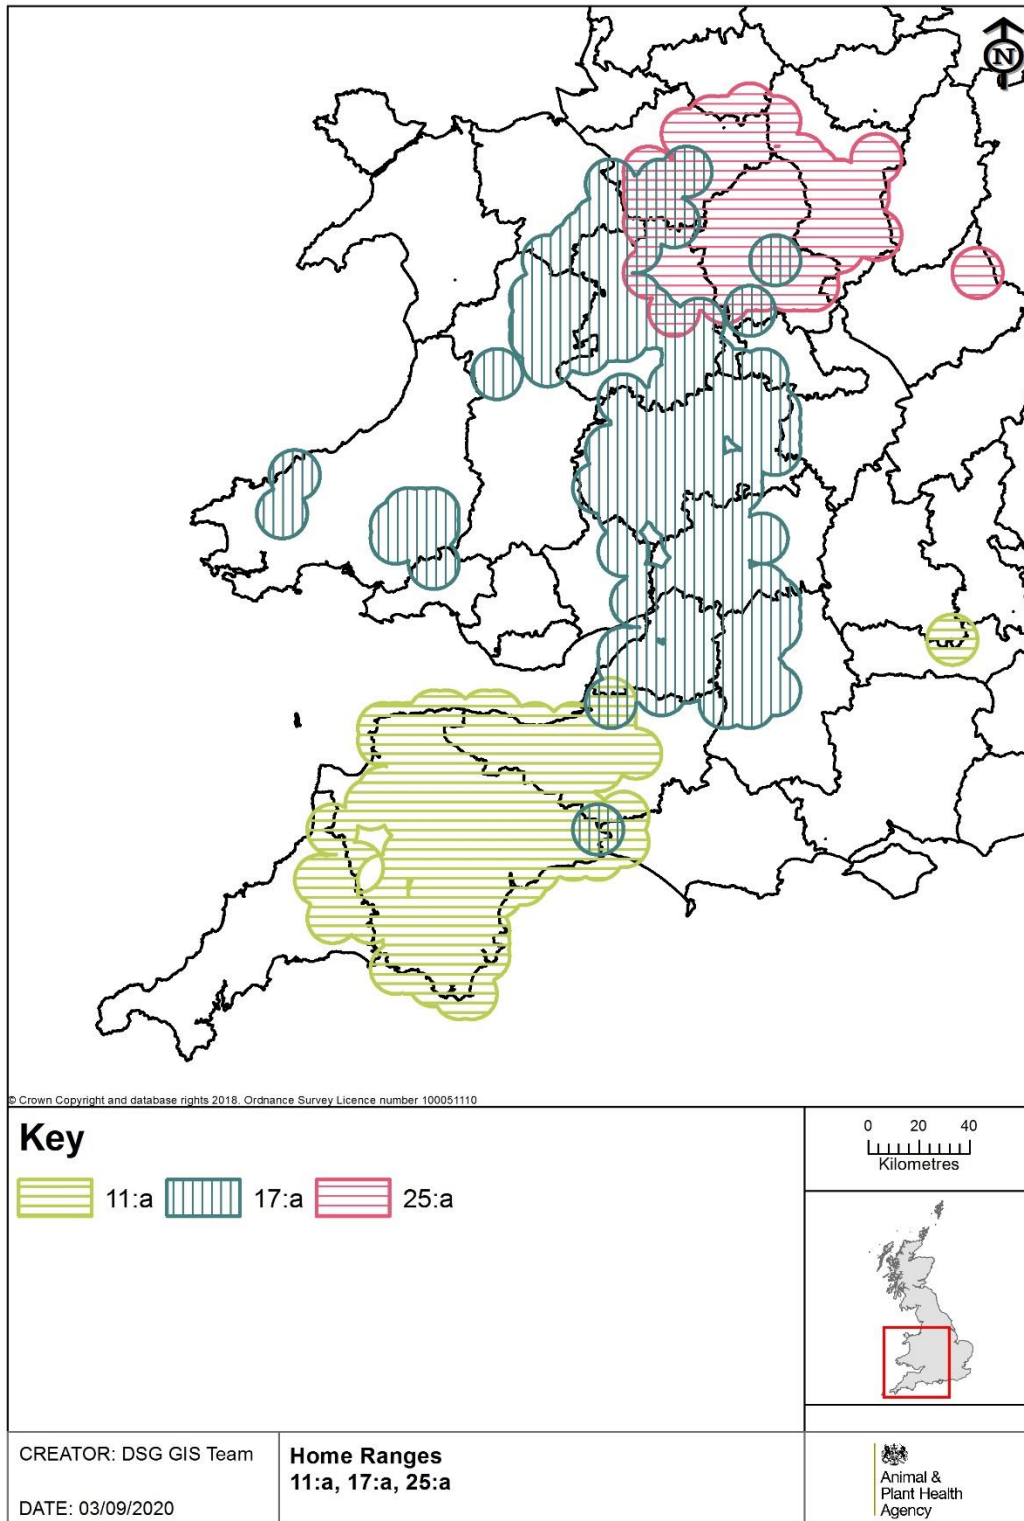 N
© Crown Copyright and database rights 2018. Ordnance Survey Licence number 100051110
Key
11:a
17:a
25:a
0 20 40
Kilometres
CREATOR: DSG GIS Team
DATE: 03/09/2020
Home Ranges
11:a, 17:a, 25:a
Animal &
Plant Health
Agency